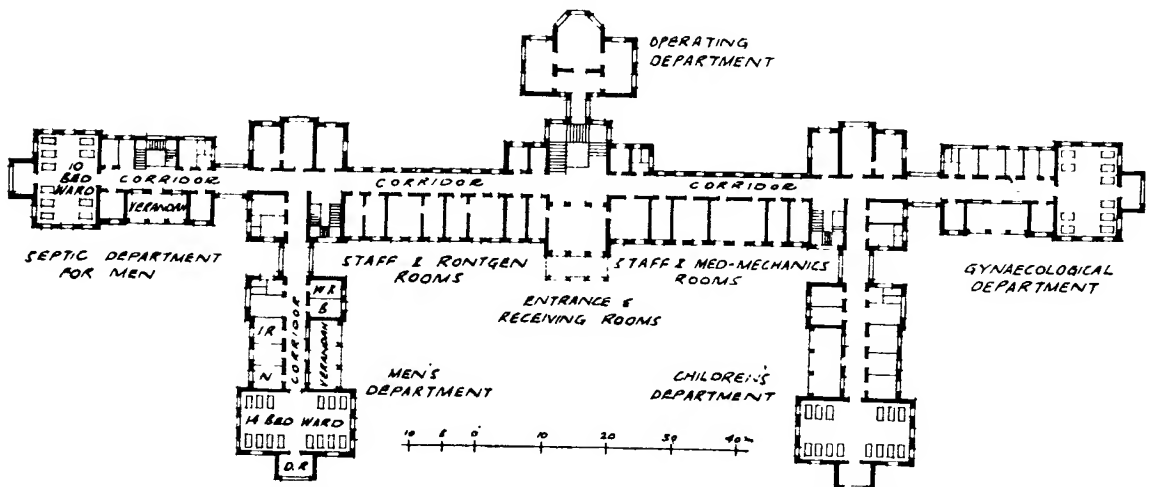 OPERATING
DEPARTMENT
10
BED
WARD
CORRIDOR
VERANDAH
CORRIDOR
CORRIDOR
SEPTIC DEPARTMENT
FOR MEN
STAFF & RONTGEN
ROOMS
ENTRANCE &
RECEIVING ROOMS
STAFF & MED-MECHANICS
ROOMS
GYNAECOLOGICAL
DEPARTMENT
W R
B
I R
N
CORRIDOR
VERANDAH
MEN'S
DEPARTMENT
CHILDREN'S
DEPARTMENT
14 BED WARD
D.R
10 5 0 10 20 30 40 m